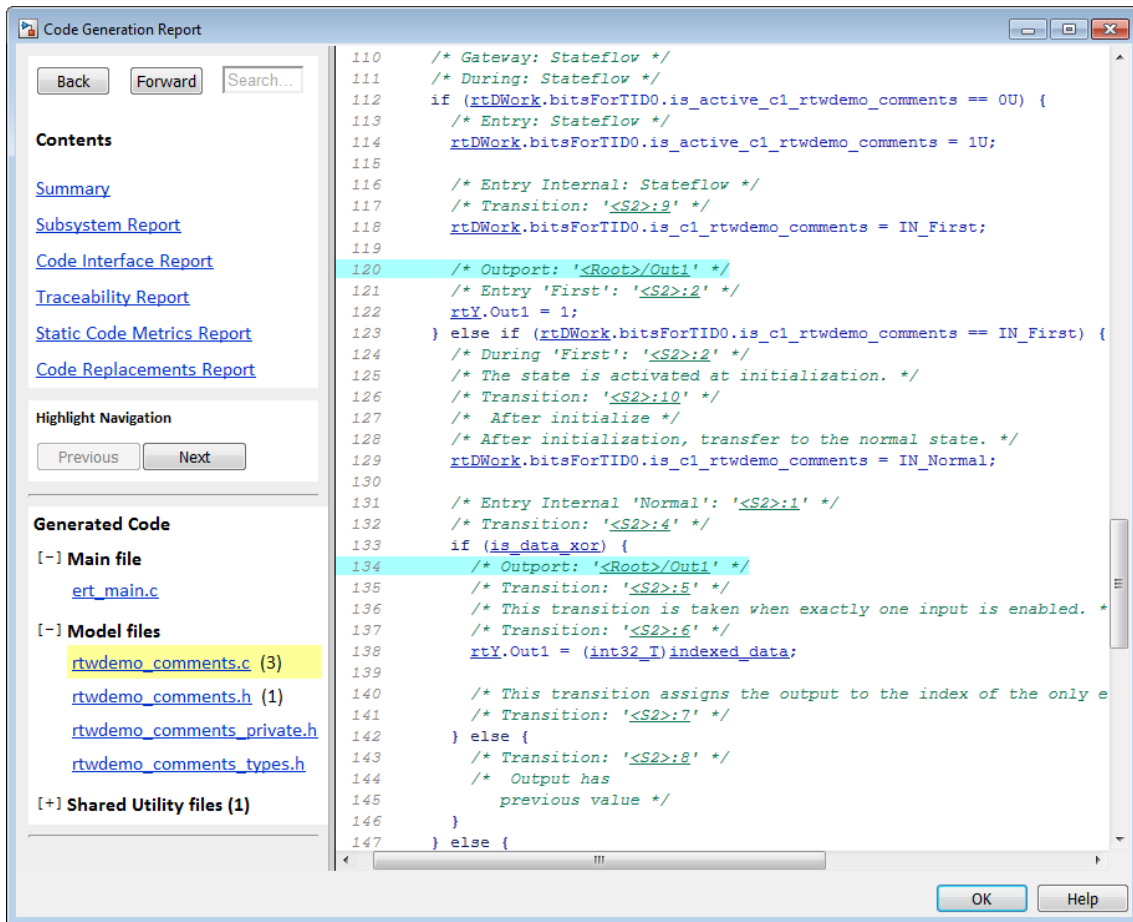 Code Generation Report
Back Forward Search...
Contents
Summary
Subsystem Report
Code Interface Report
Traceability Report
Static Code Metrics Report
Code Replacements Report
Highlight Navigation
Previous Next
Generated Code
[-] Main file
ert_main.c
[-] Model files
rtwdemo_comments.c (3)
rtwdemo_comments.h (1)
rtwdemo_comments_private.h
rtwdemo_comments_types.h
[+] Shared Utility files (1)
110 /* Gateway: Stateflow */
111 /* During: Stateflow */
112 if (rtDWork.bitsForTID0.is_active_c1_rtwdemo_comments == 0U) {
113 /* Entry: Stateflow */
114 rtDWork.bitsForTID0.is_active_c1_rtwdemo_comments = 1U;
115
116 /* Entry Internal: Stateflow */
117 /* Transition: '<S2>:9' */
118 rtDWork.bitsForTID0.is_c1_rtwdemo_comments = IN_First;
119
120 /* Outport: '<Root>/Out1' */
121 /* Entry 'First': '<S2>:2' */
122 rtY.Out1 = 1;
123 } else if (rtDWork.bitsForTID0.is_c1_rtwdemo_comments == IN_First) {
124 /* During 'First': '<S2>:2' */
125 /* The state is activated at initialization. */
126 /* Transition: '<S2>:10' */
127 /*  After initialize */
128 /* After initialization, transfer to the normal state. */
129 rtDWork.bitsForTID0.is_c1_rtwdemo_comments = IN_Normal;
130
131 /* Entry Internal 'Normal': '<S2>:1' */
132 /* Transition: '<S2>:4' */
133 if (is_data_xor) {
134 /* Outport: '<Root>/Out1' */
135 /* Transition: '<S2>:5' */
136 /* This transition is taken when exactly one input is enabled. *
137 /* Transition: '<S2>:6' */
138 rtY.Out1 = (int32_T)indexed_data;
139
140 /* This transition assigns the output to the index of the only e
141 /* Transition: '<S2>:7' */
142 } else {
143 /* Transition: '<S2>:8' */
144 /*  Output has
145 previous value */
146 }
147 } else {
OK Help